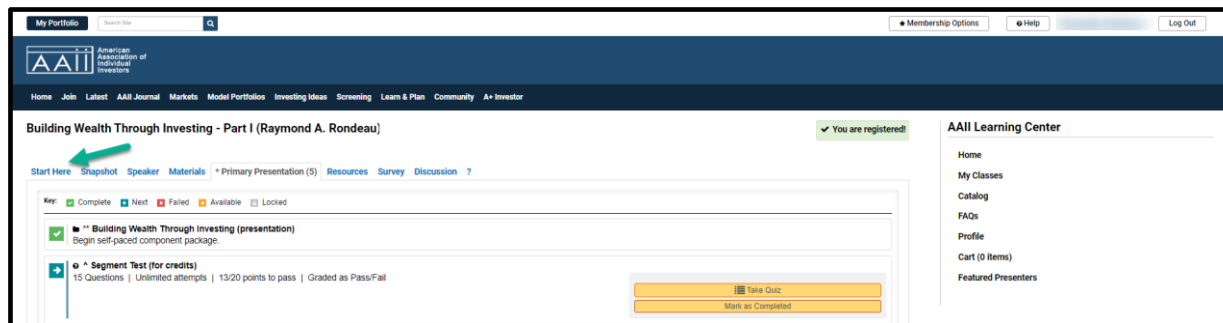 My Portfolio Search Site Membership Options Help Log Out
AAII American Association of Individual Investors
Home Join Latest AAII Journal Markets Model Portfolios Investing Ideas Screening Learn & Plan Community A+ Investor
Building Wealth Through Investing - Part I (Raymond A. Rondeau) You are registered! AAII Learning Center
Home
Start Here Snapshot Speaker Materials * Primary Presentation (5) Resources Survey Discussion ?
My Classes
Key: Complete Next Failed Available Locked
Catalog
FAQs
** Building Wealth Through Investing (presentation)
Begin self-paced component package.
Profile
Cart (0 items)
^ Segment Test (for credits)
15 Questions | Unlimited attempts | 13/20 points to pass | Graded as Pass/Fail
Featured Presenters
Take Quiz
Mark as Completed